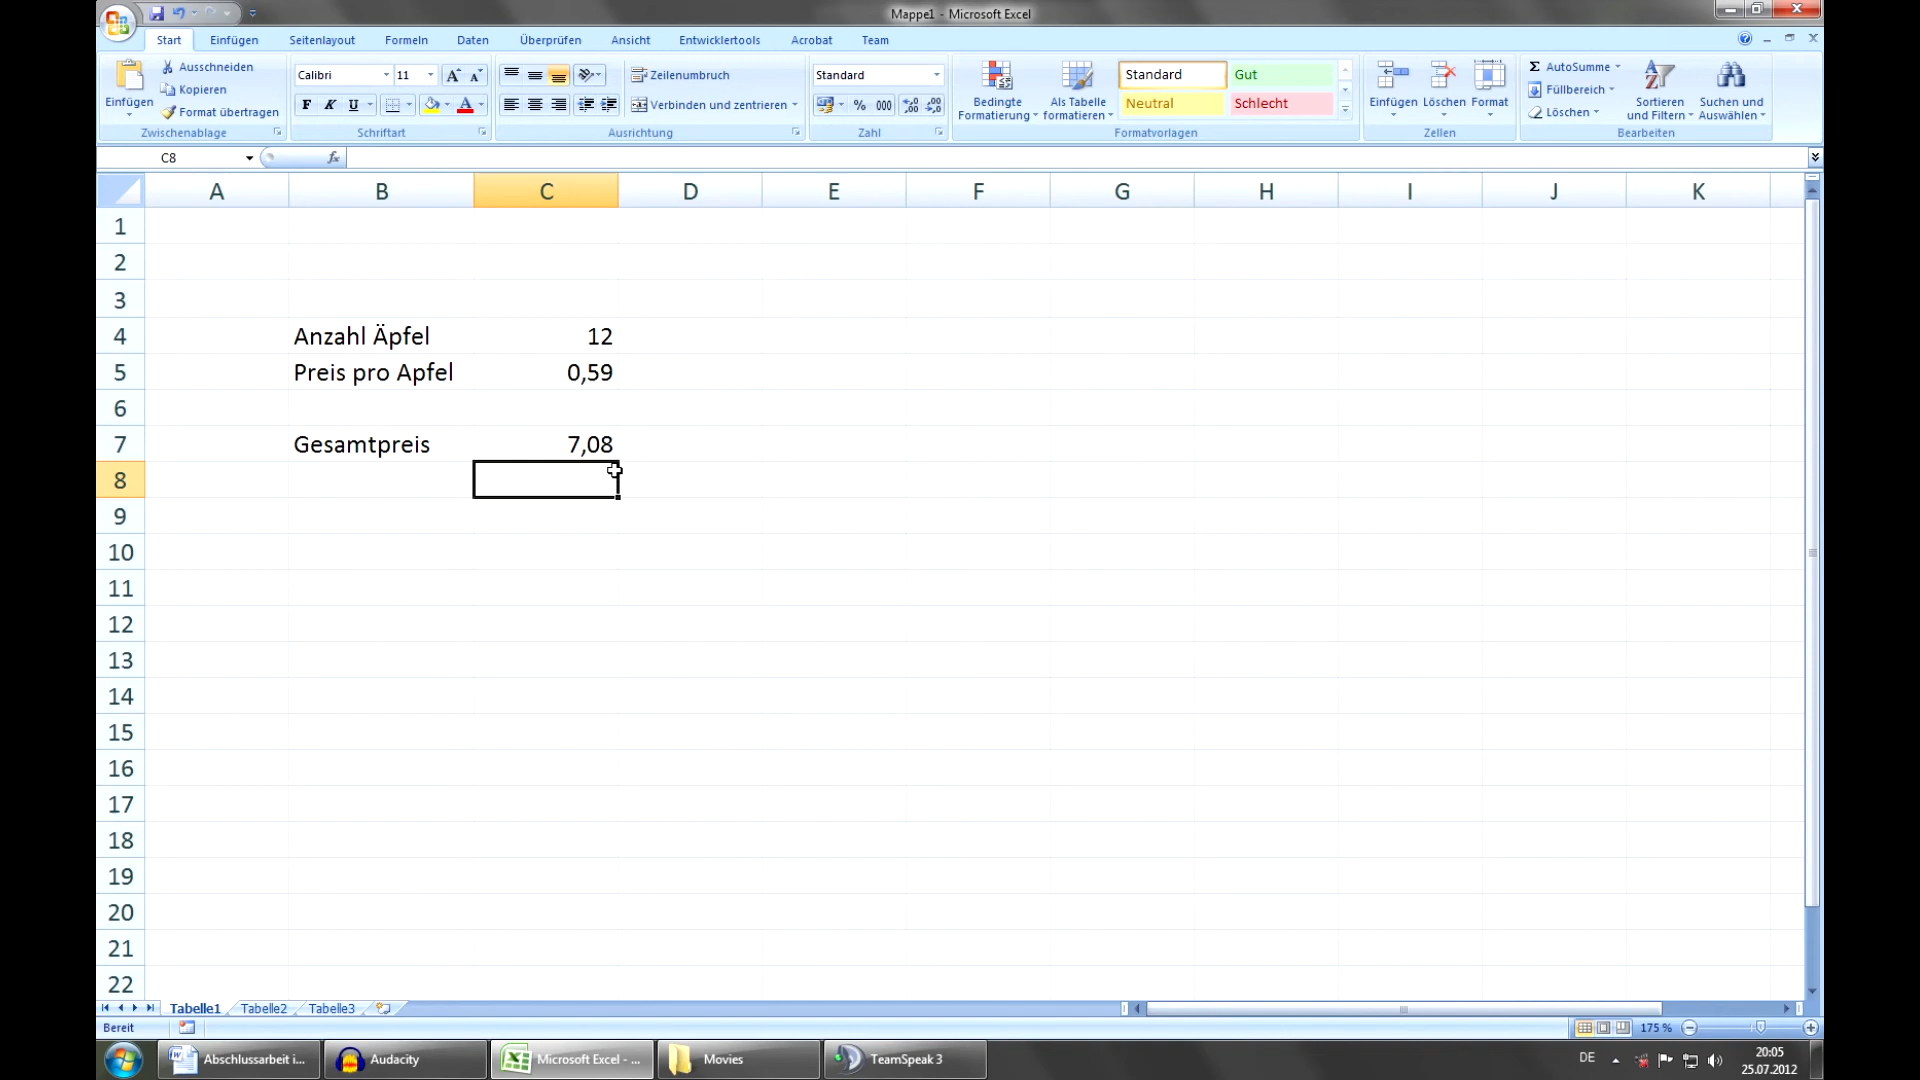 Mappe1 - Microsoft Excel
Start Einfügen Seitenlayout Formeln Daten Überprüfen Ansicht Entwicklertools Acrobat Team
Einfügen
Ausschneiden
Kopieren
Format übertragen
Zwischenablage
Calibri 11
F K U
Schriftart
Zeilenumbruch
Verbinden und zentrieren
Ausrichtung
Standard
% 000
Zahl
Bedingte Formatierung
Als Tabelle formatieren
Standard Gut
Neutral Schlecht
Formatvorlagen
Einfügen Löschen Format
Zellen
Σ AutoSumme
Füllbereich
Löschen
Sortieren und Filtern
Suchen und Auswählen
Bearbeiten
C8 fx
A B C D E F G H I J K
1
2
3
4 Anzahl Äpfel 12
5 Preis pro Apfel 0,59
6
7 Gesamtpreis 7,08
8
9
10
11
12
13
14
15
16
17
18
19
20
21
22
Tabelle1 Tabelle2 Tabelle3
Bereit 175 %
Abschlussarbeit i... Audacity Microsoft Excel - ... Movies TeamSpeak 3 DE 20:05
25.07.2012